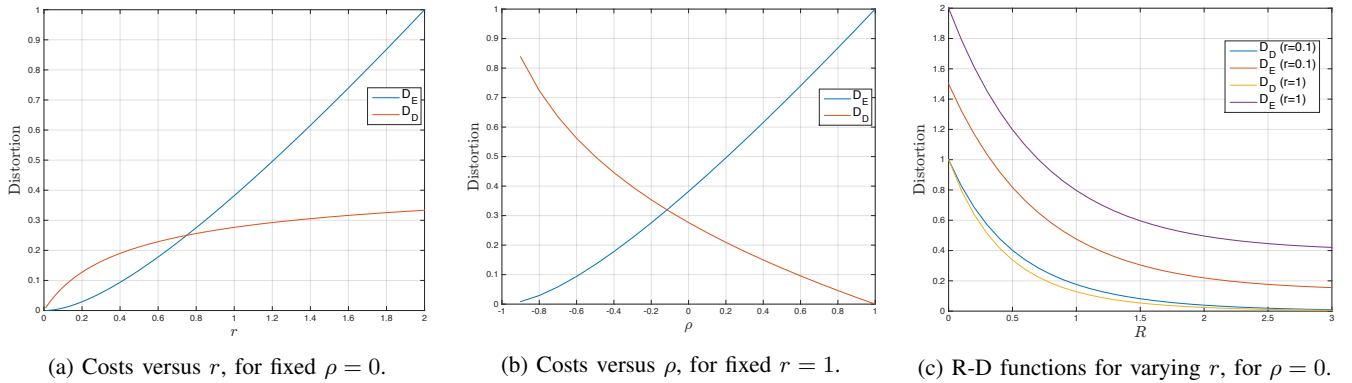 1
0.9
0.8
0.7
0.6
0.5
0.4
0.3
0.2
0.1
0
Distortion
D_E
D_D
0 0.2 0.4 0.6 0.8 1 1.2 1.4 1.6 1.8 2
r
(a) Costs versus r, for fixed ρ = 0.
1
0.9
0.8
0.7
0.6
0.5
0.4
0.3
0.2
0.1
0
Distortion
D_E
D_D
-1 -0.8 -0.6 -0.4 -0.2 0 0.2 0.4 0.6 0.8 1
ρ
(b) Costs versus ρ, for fixed r = 1.
2
1.8
1.6
1.4
1.2
1
0.8
0.6
0.4
0.2
0
Distortion
D_D (r=0.1)
D_E (r=0.1)
D_D (r=1)
D_E (r=1)
0 0.5 1 1.5 2 2.5 3
R
(c) R-D functions for varying r, for ρ = 0.